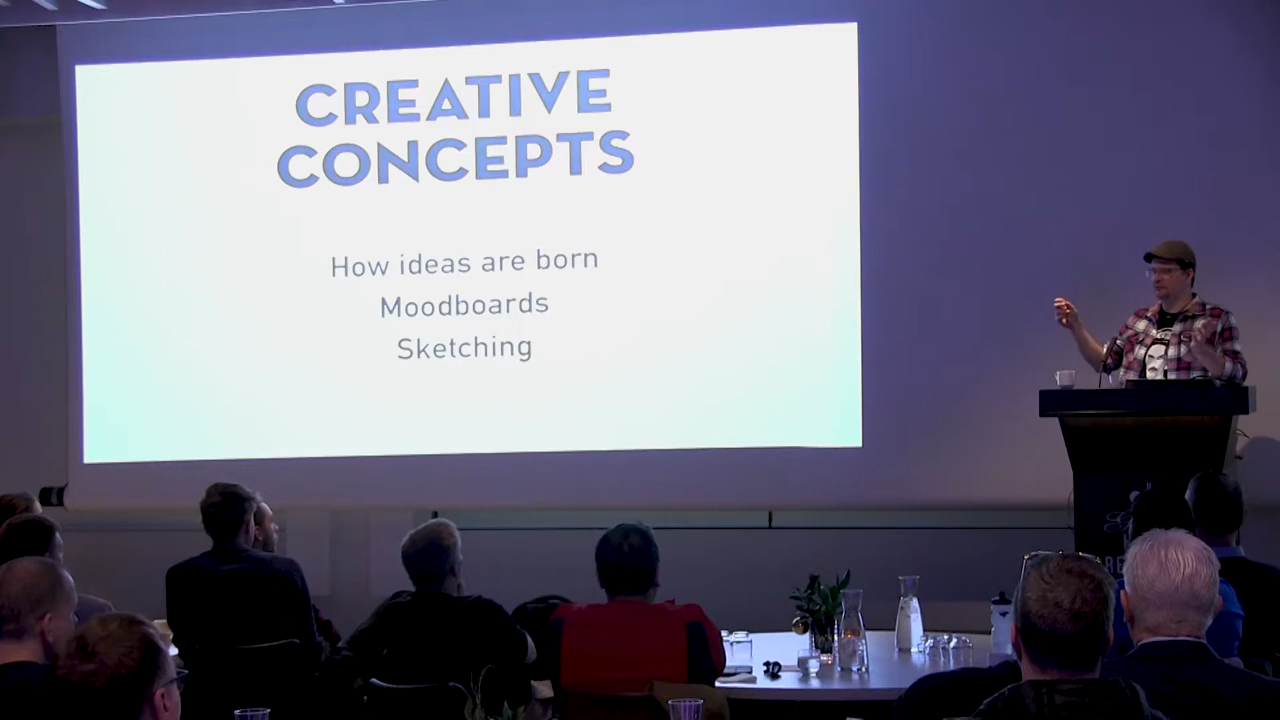 CREATIVE
CONCEPTS
How ideas are born
Moodboards
Sketching